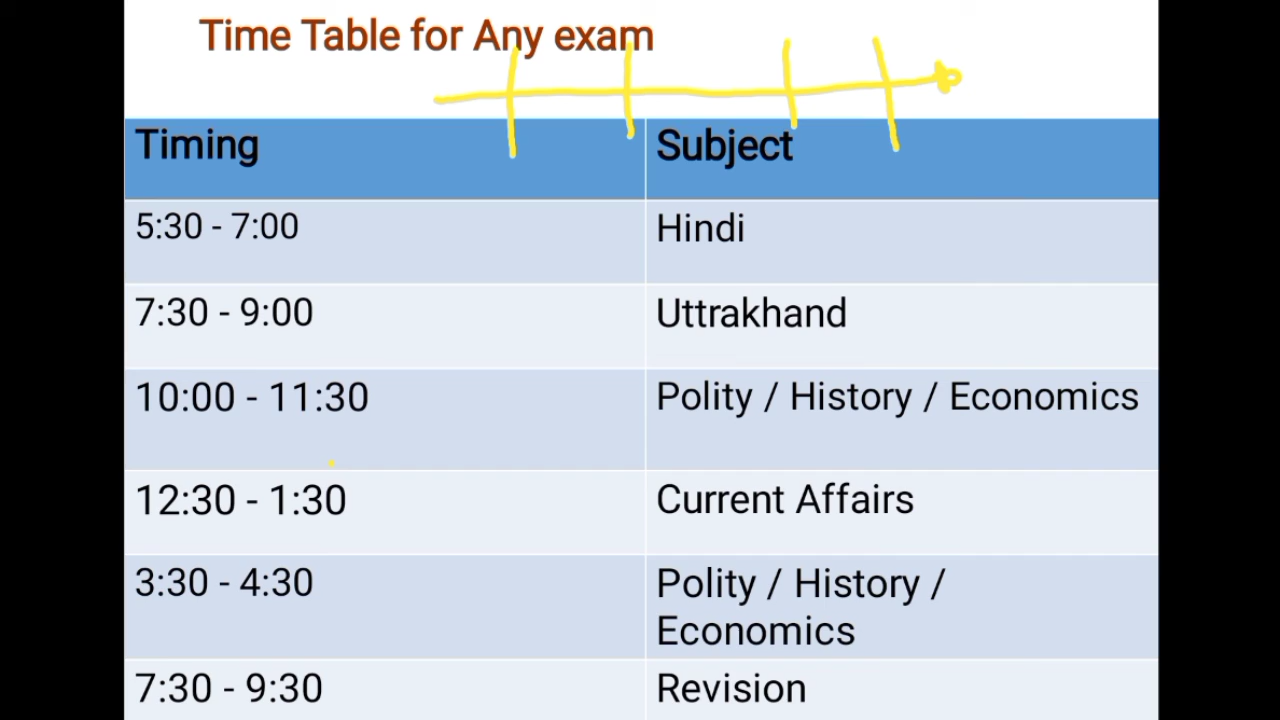 Time Table for Any exam
Timing Subject
5:30 - 7:00 Hindi
7:30 - 9:00 Uttrakhand
10:00 - 11:30 Polity / History / Economics
12:30 - 1:30 Current Affairs
3:30 - 4:30 Polity / History /
Economics
7:30 - 9:30 Revision